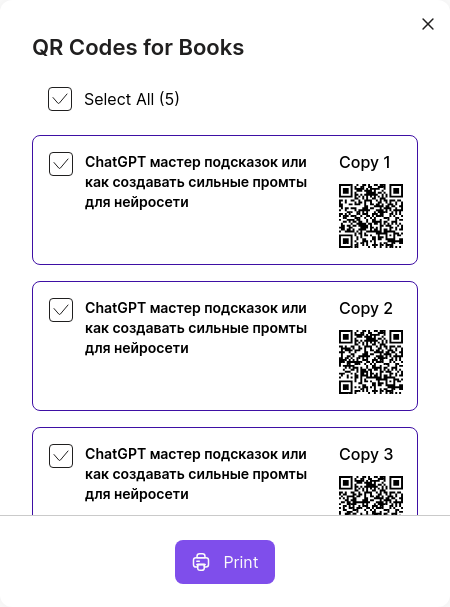 QR Codes for Books
Select All (5)
ChatGPT мастер подсказок или
как создавать сильные промты
для нейросети
Copy 1
ChatGPT мастер подсказок или
как создавать сильные промты
для нейросети
Copy 2
ChatGPT мастер подсказок или
как создавать сильные промты
для нейросети
Copy 3
Print